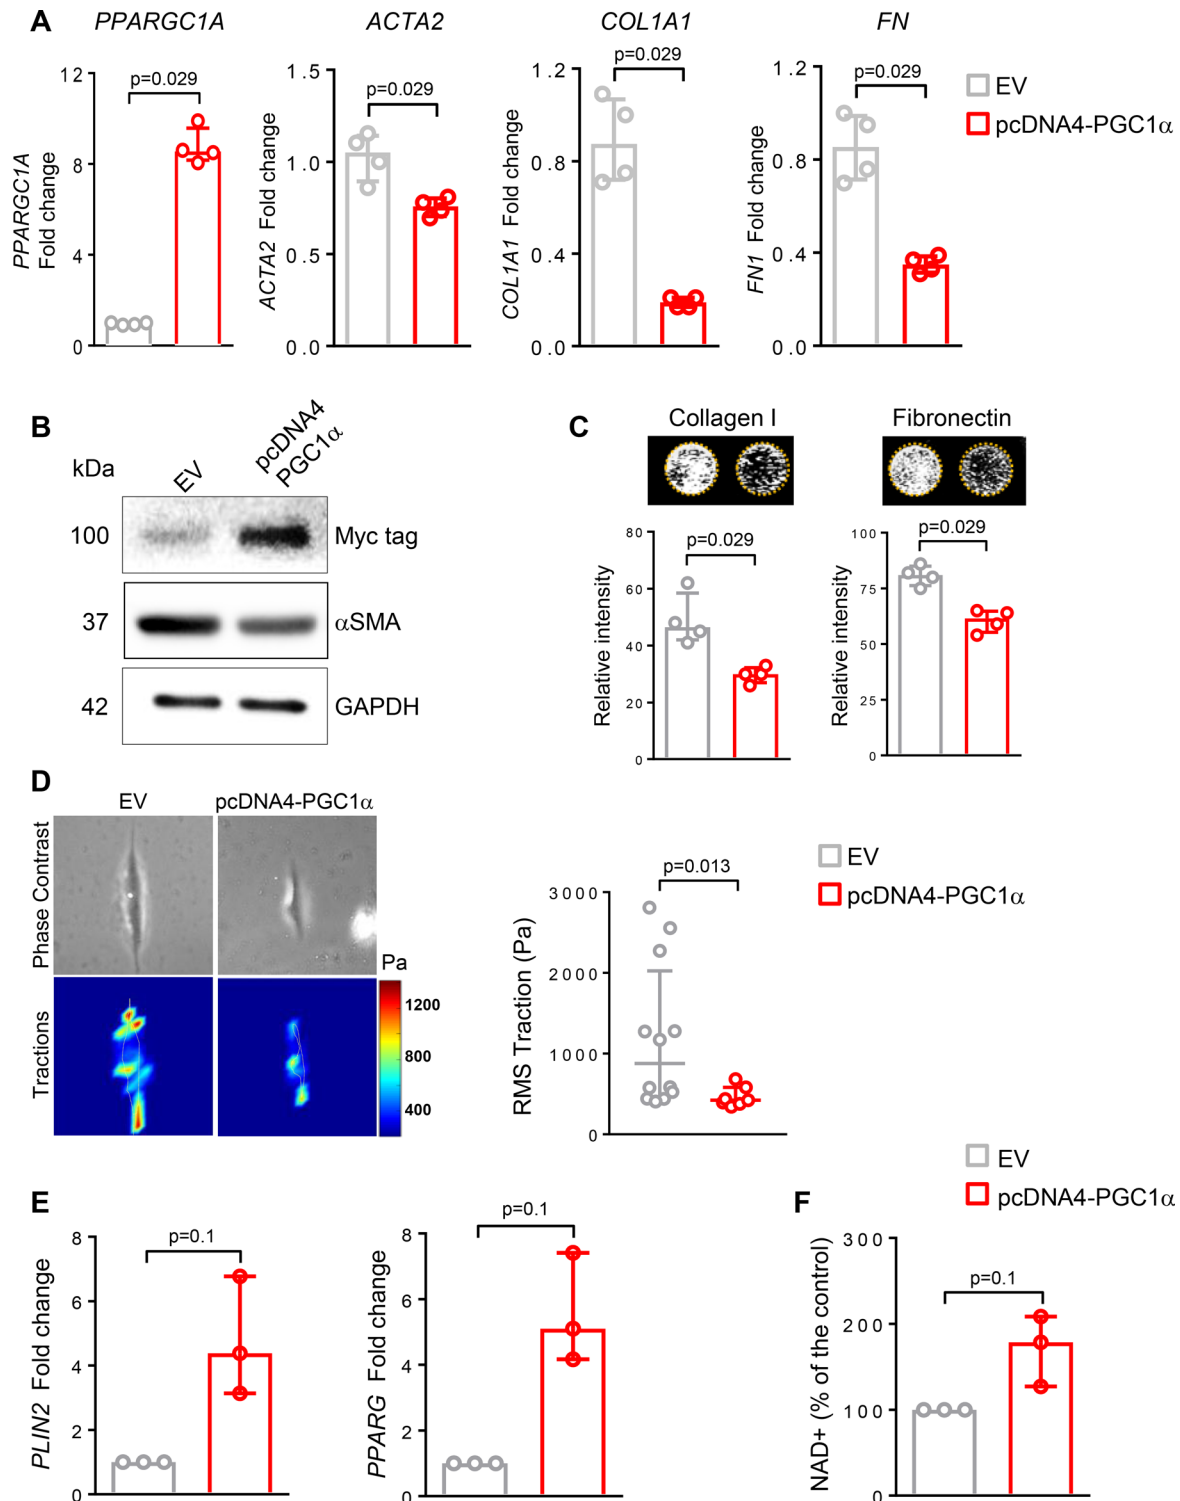 A
PPARGC1A
ACTA2
COL1A1
FN
PPARGC1A
Fold change
12
8
4
0
p=0.029
ACTA2 Fold change
1.5
1.0
0.5
0.0
p=0.029
COL1A1 Fold change
1.2
0.8
0.4
0.0
p=0.029
FN1 Fold change
1.2
0.8
0.4
0.0
p=0.029
EV
pcDNA4-PGC1α
B
kDa
EV
pcDNA4
PGC1α
100
Myc tag
37
αSMA
42
GAPDH
C
Collagen I
Relative intensity
80
60
40
20
0
p=0.029
Fibronectin
Relative intensity
100
75
50
25
0
p=0.029
D
EV
pcDNA4-PGC1α
Phase Contrast
Tractions
Pa
1200
800
400
RMS Traction (Pa)
3000
2000
1000
0
p=0.013
EV
pcDNA4-PGC1α
E
PLIN2 Fold change
8
6
4
2
0
p=0.1
PPARG Fold change
8
6
4
2
0
p=0.1
EV
pcDNA4-PGC1α
F
NAD+ (% of the control)
300
200
100
0
p=0.1